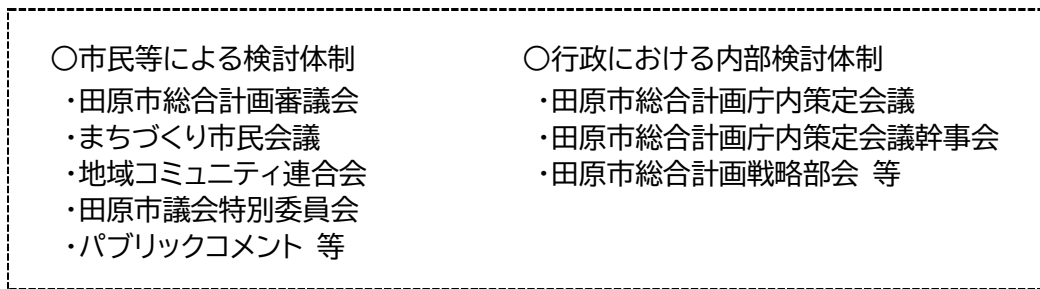 ○市民等による検討体制
・田原市総合計画審議会
・まちづくり市民会議
・地域コミュニティ連合会
・田原市議会特別委員会
・パブリックコメント 等
○行政における内部検討体制
・田原市総合計画庁内策定会議
・田原市総合計画庁内策定会議幹事会
・田原市総合計画戦略部会 等